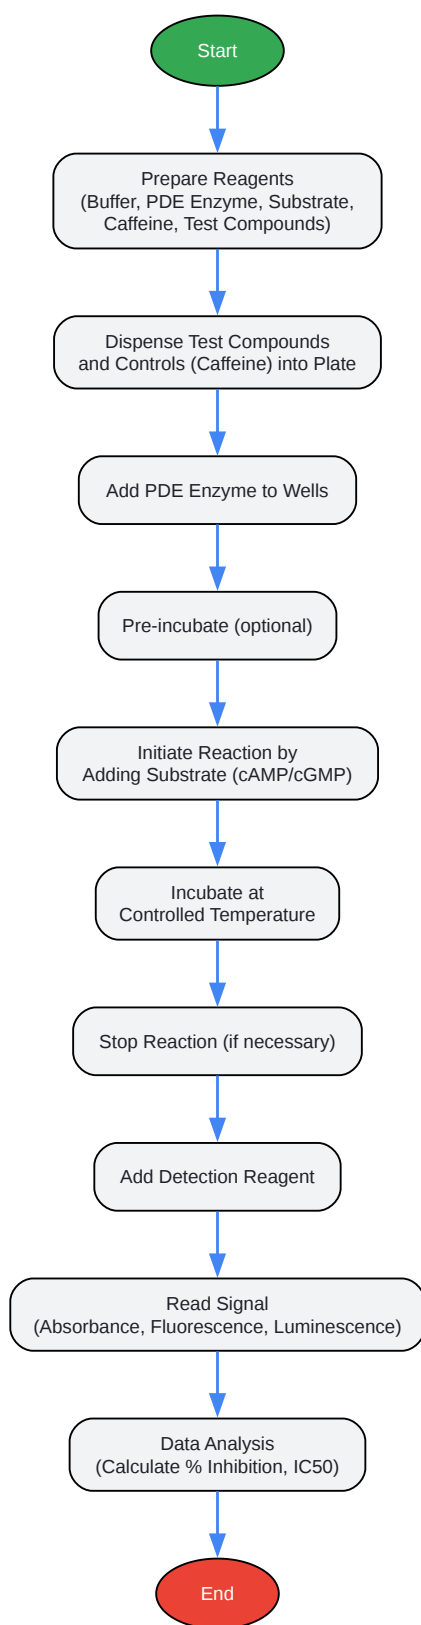 Start
Prepare Reagents
(Buffer, PDE Enzyme, Substrate,
Caffeine, Test Compounds)
Dispense Test Compounds
and Controls (Caffeine) into Plate
Add PDE Enzyme to Wells
Pre-incubate (optional)
Initiate Reaction by
Adding Substrate (cAMP/cGMP)
Incubate at
Controlled Temperature
Stop Reaction (if necessary)
Add Detection Reagent
Read Signal
(Absorbance, Fluorescence, Luminescence)
Data Analysis
(Calculate % Inhibition, IC50)
End